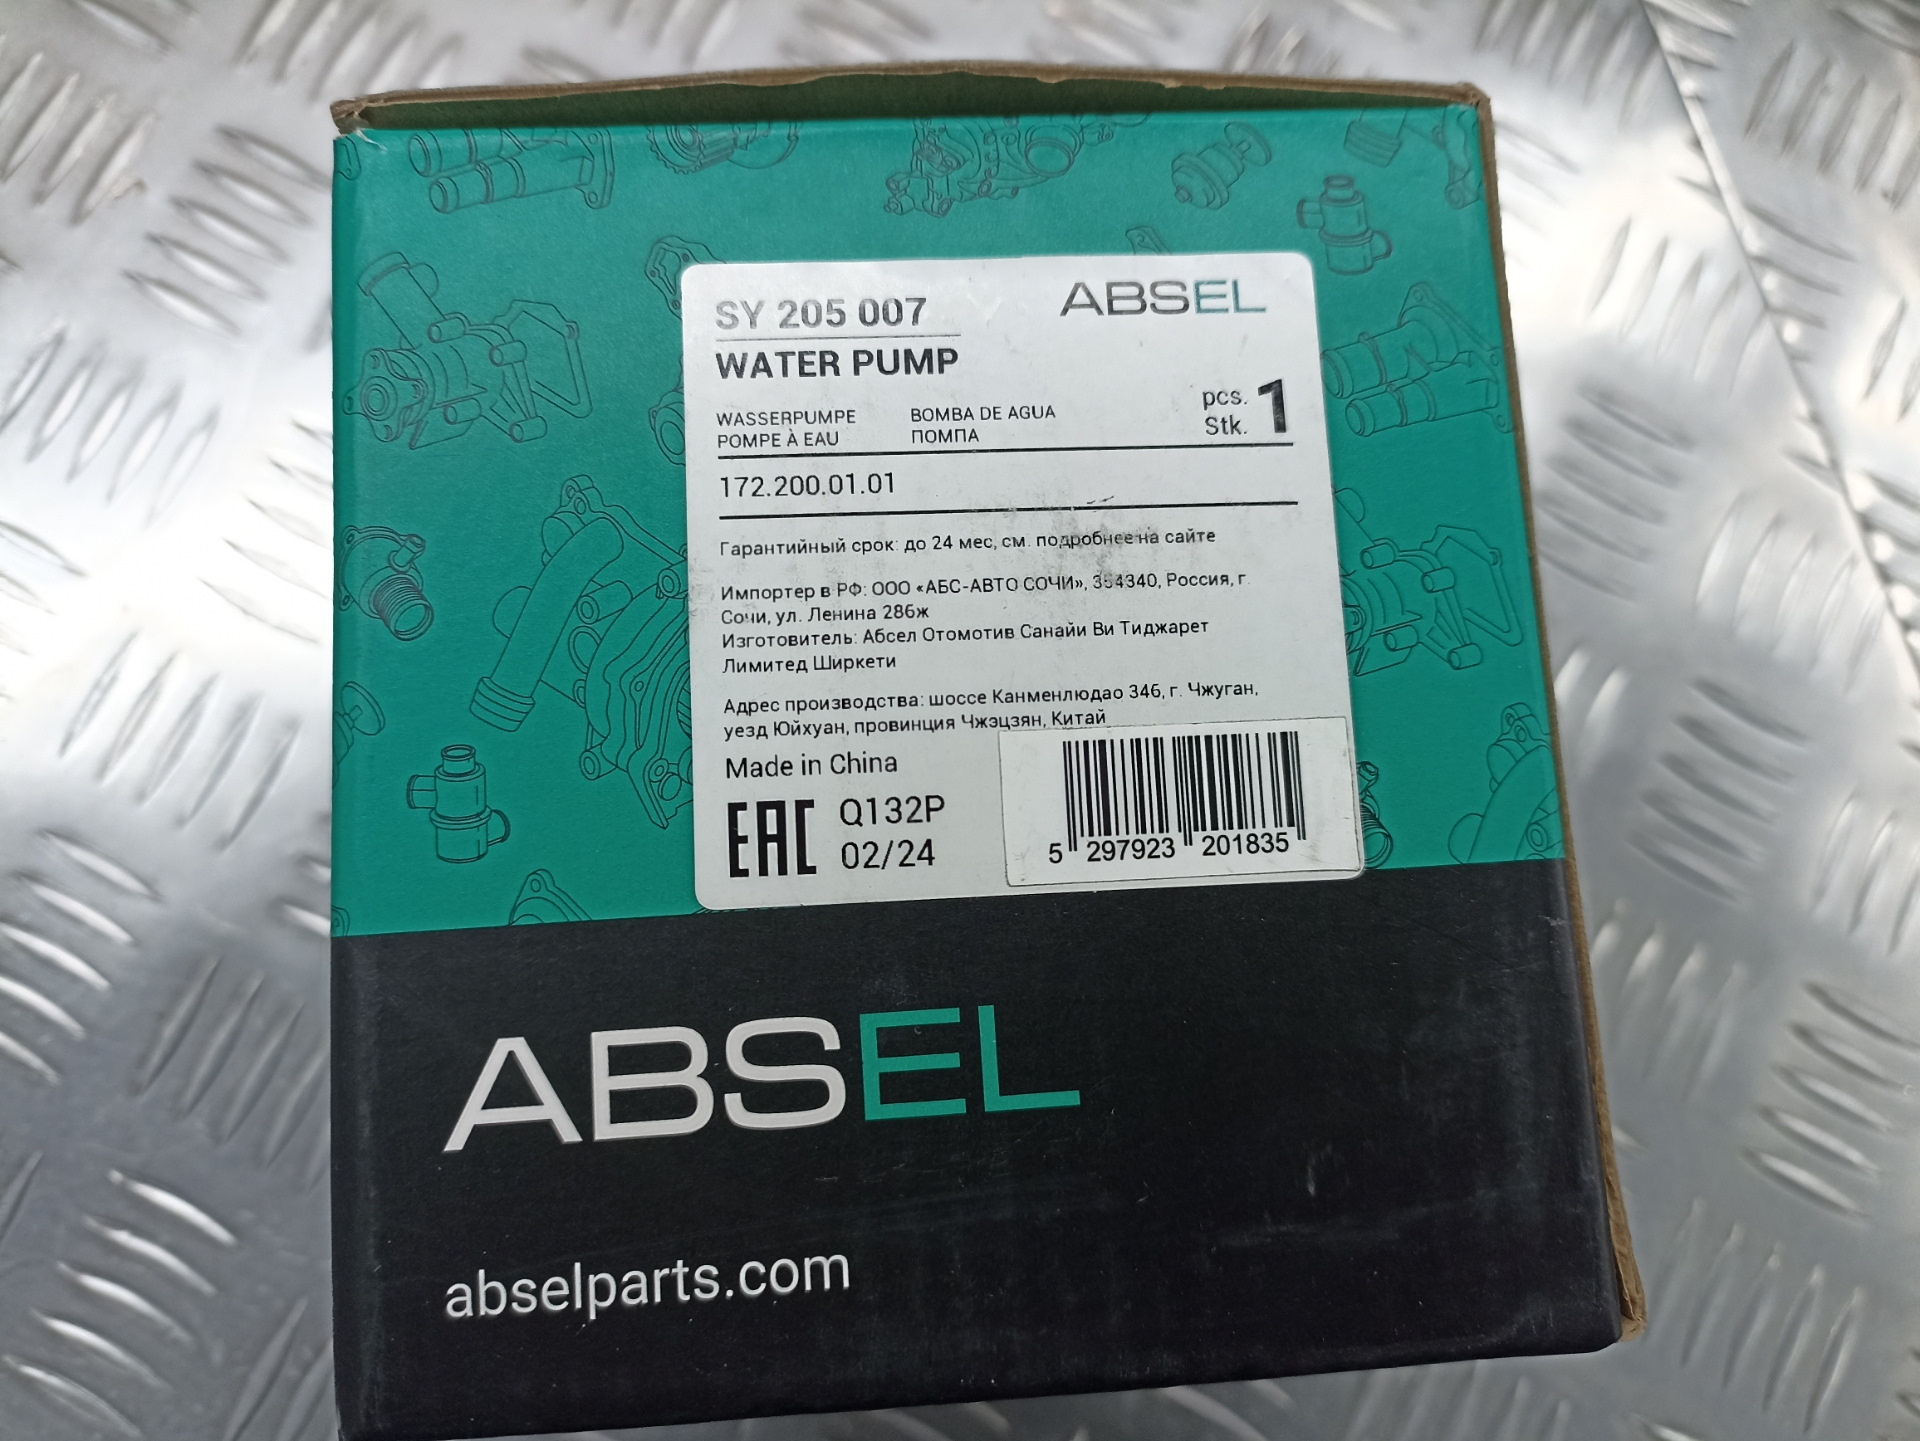 SY 205 007
ABSEL
WATER PUMP
WASSERPUMPE BOMBA DE AGUA
POMPE À EAU ПОМПА
pcs.
Stk. 1
172.200.01.01
Гарантийный срок: до 24 мес, см. подробнее на сайте
Импортер в РФ: ООО «АБС-АВТО СОЧИ», 354340, Россия, г.
Сочи, ул. Ленина 286ж
Изготовитель: Абсел Отомотив Санайи Ви Тиджарет
Лимитед Ширкети
Адрес производства: шоссе Канменлюдао 346, г. Чжуган,
уезд Юйхуан, провинция Чжэцзян, Китай
Made in China
EAC Q132P
02/24
5 297923 201835
ABSEL
abselparts.com